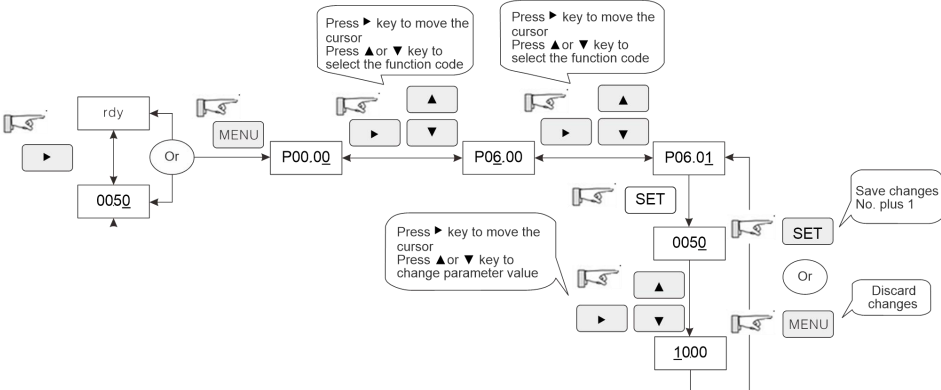 Press ► key to move the
cursor
Press ▲or ▼ key to
select the function code
Press ► key to move the
cursor
Press ▲or ▼ key to
select the function code
rdy
►
Or
0050
MENU
P00.00
►
▲
▼
P06.00
►
▲
▼
P06.01
SET
0050
Press ► key to move the
cursor
Press ▲or ▼ key to
change parameter value
►
▲
▼
1000
SET
Save changes
No. plus 1
Or
MENU
Discard
changes